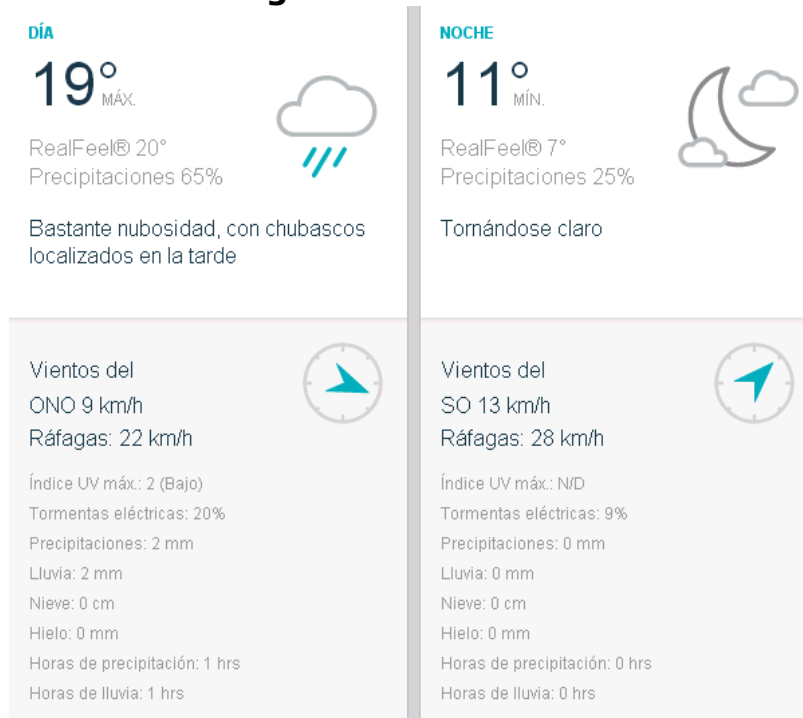 DÍA
19°
MÁX.
RealFeel® 20°
Precipitaciones 65%
Bastante nubosidad, con chubascos
localizados en la tarde
Vientos del
ONO 9 km/h
Ráfagas: 22 km/h
Índice UV máx.: 2 (Bajo)
Tormentas eléctricas: 20%
Precipitaciones: 2 mm
Lluvia: 2 mm
Nieve: 0 cm
Hielo: 0 mm
Horas de precipitación: 1 hrs
Horas de lluvia: 1 hrs
NOCHE
11°
MÍN.
RealFeel® 7°
Precipitaciones 25%
Tornándose claro
Vientos del
SO 13 km/h
Ráfagas: 28 km/h
Índice UV máx.: N/D
Tormentas eléctricas: 9%
Precipitaciones: 0 mm
Lluvia: 0 mm
Nieve: 0 cm
Hielo: 0 mm
Horas de precipitación: 0 hrs
Horas de lluvia: 0 hrs